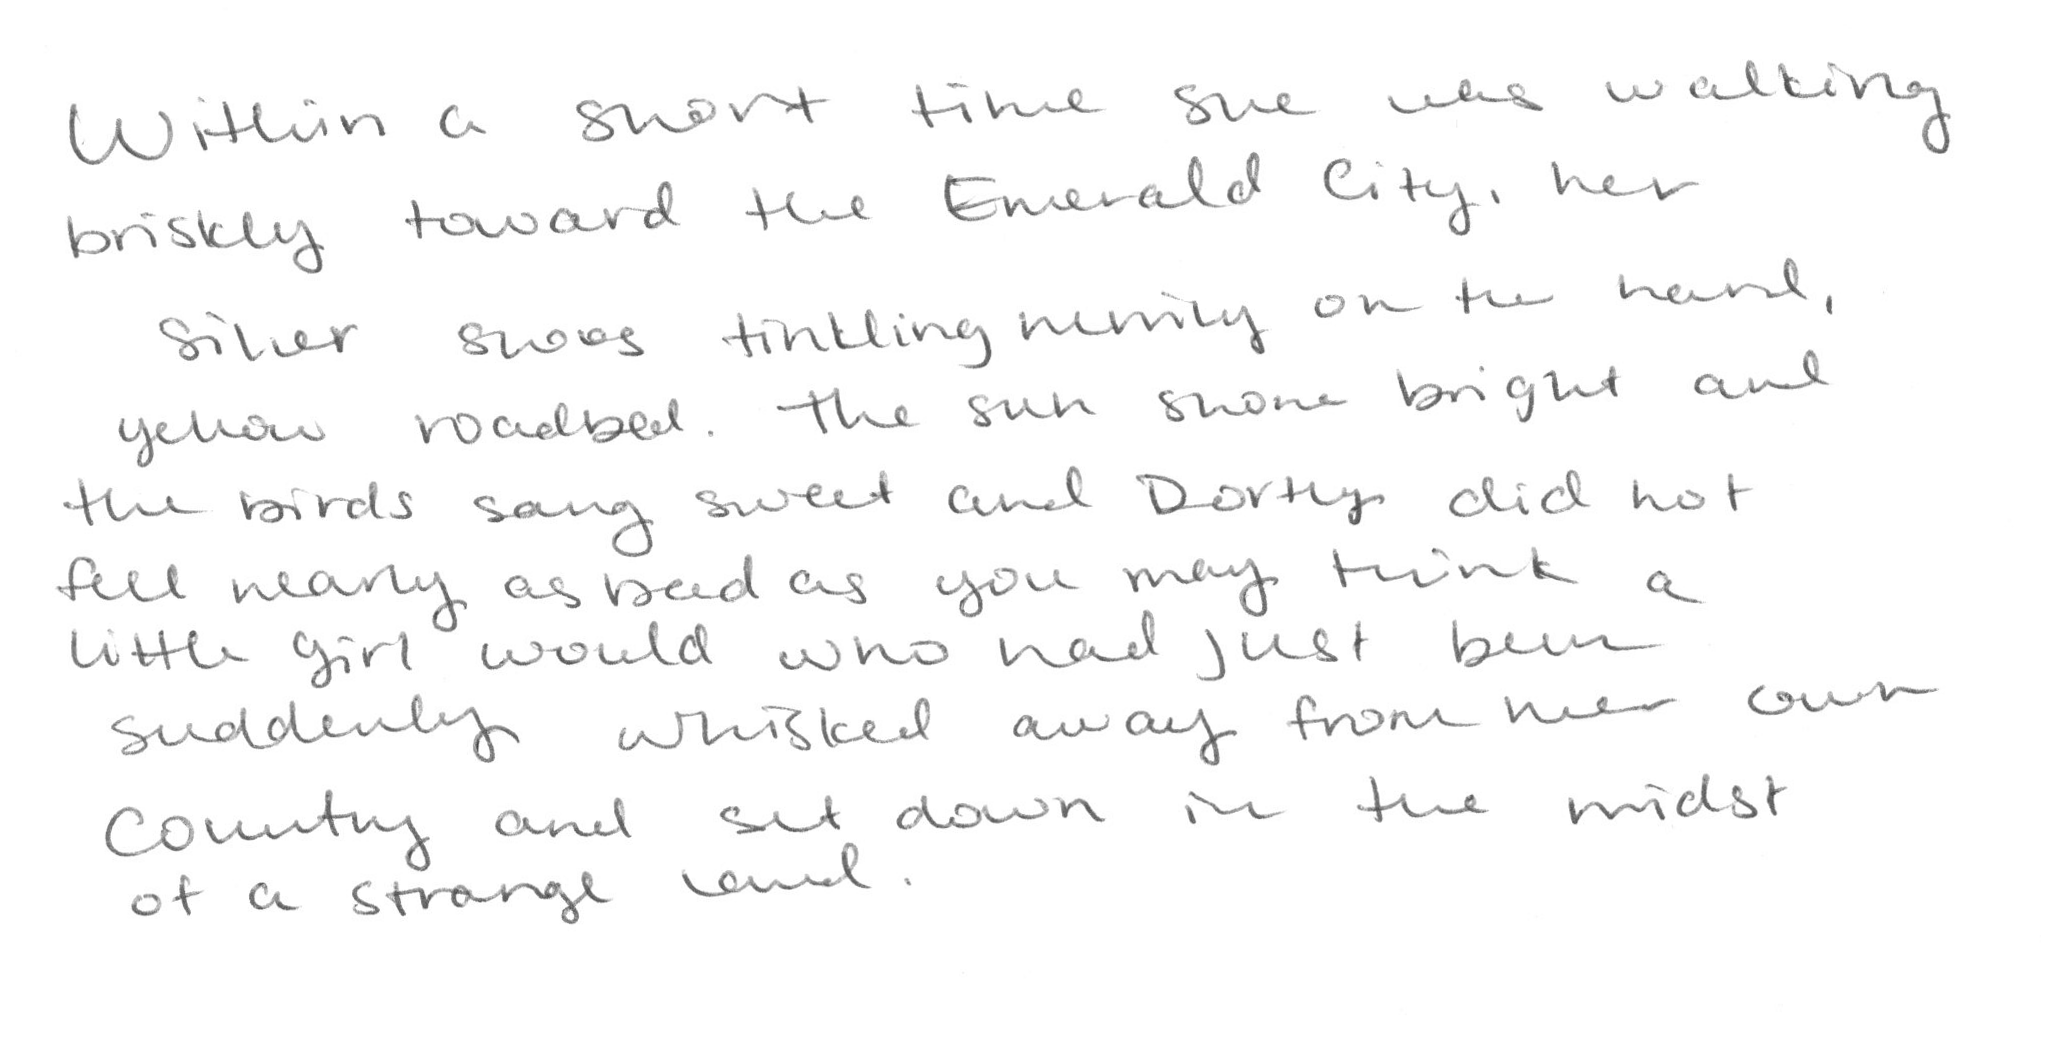 Within a short time she was walking
briskly toward the Emerald City, her
Silver shoes tinkling merrily on the hard,
yellow roadbed. The sun shone bright and
the birds sang sweet and Dorthy did not
feel nearly as bad as you may think a
little girl would who had just been
suddenly whisked away from her own
Country and set down in the midst
of a strange land.